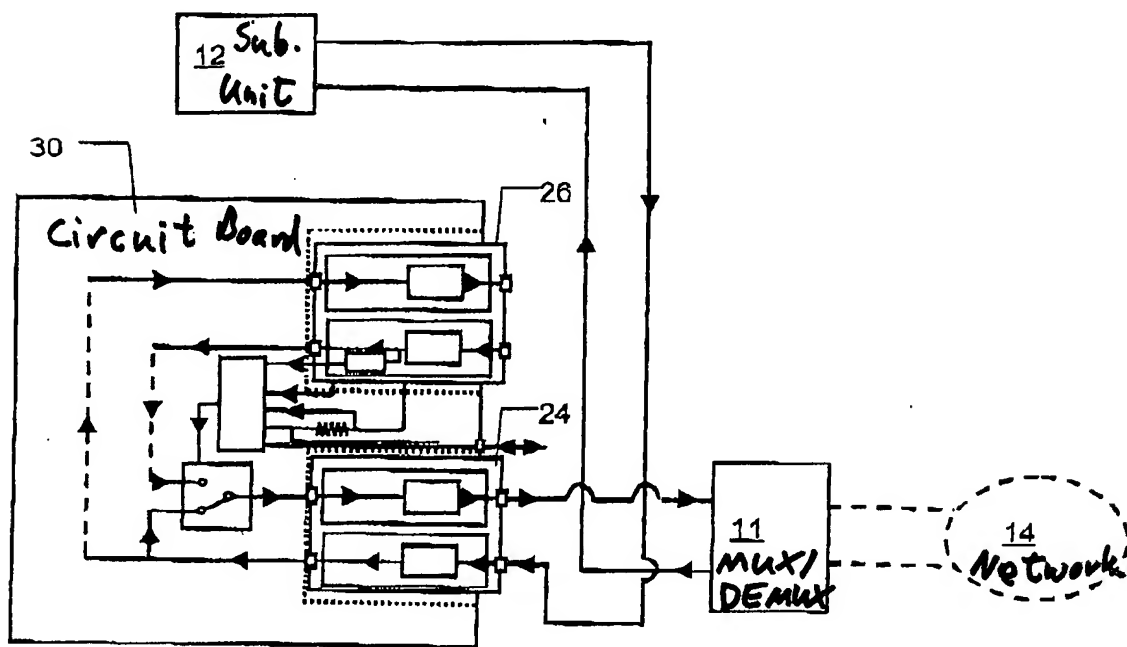 12 Sub.
Unit
30
26
Circuit Board
24
11
MUX/
DEMUX
14
Network